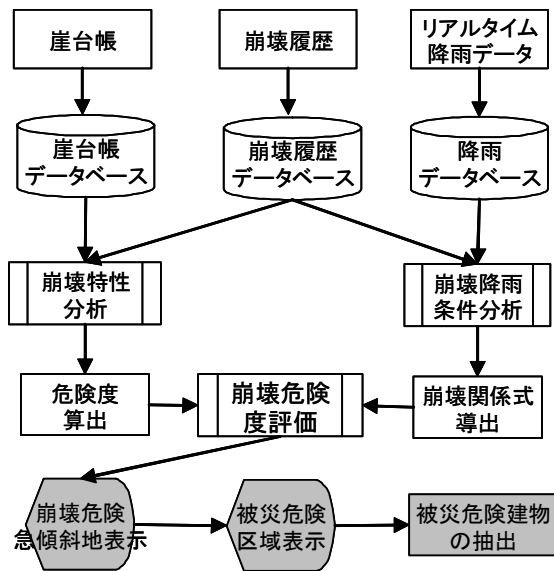 崖台帳
崩壊履歴
リアルタイム
降雨データ
崖台帳
データベース
崩壊履歴
データベース
降雨
データベース
崩壊特性
分析
崩壊降雨
条件分析
危険度
算出
崩壊危険
度評価
崩壊関係式
導出
崩壊危険
急傾斜地表示
被災危険
区域表示
被災危険建物
の抽出